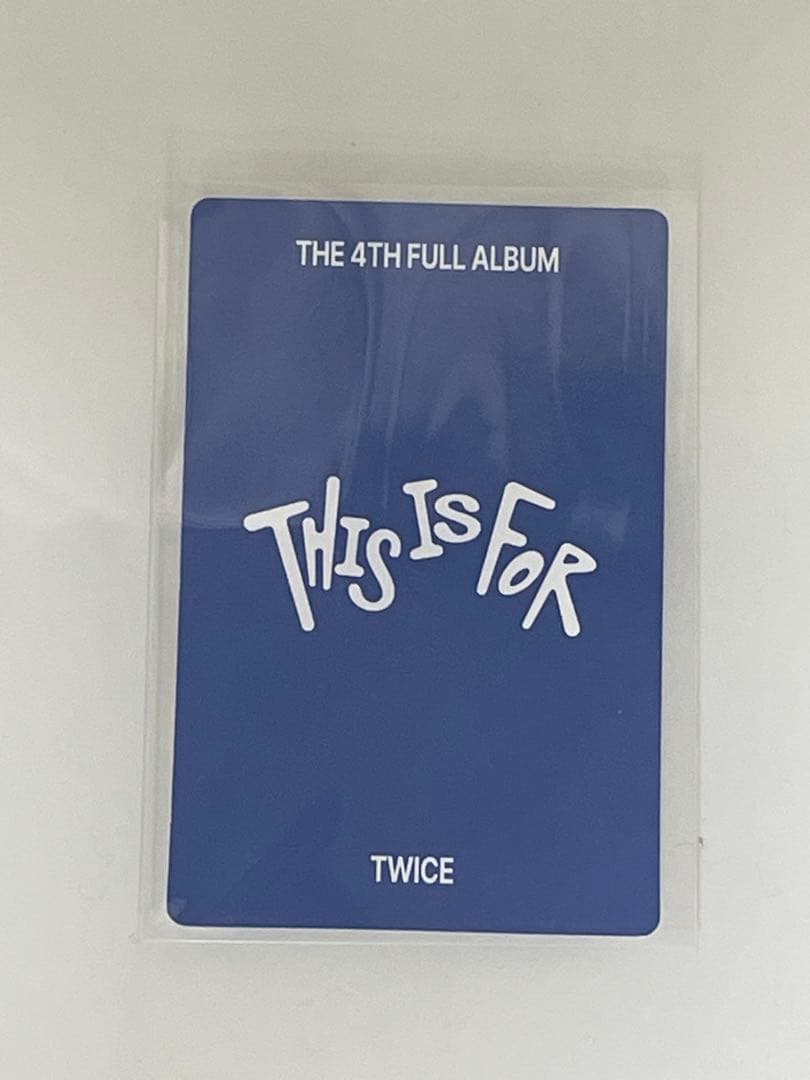 THE 4TH FULL ALBUM
THIS IS FOR
TWICE